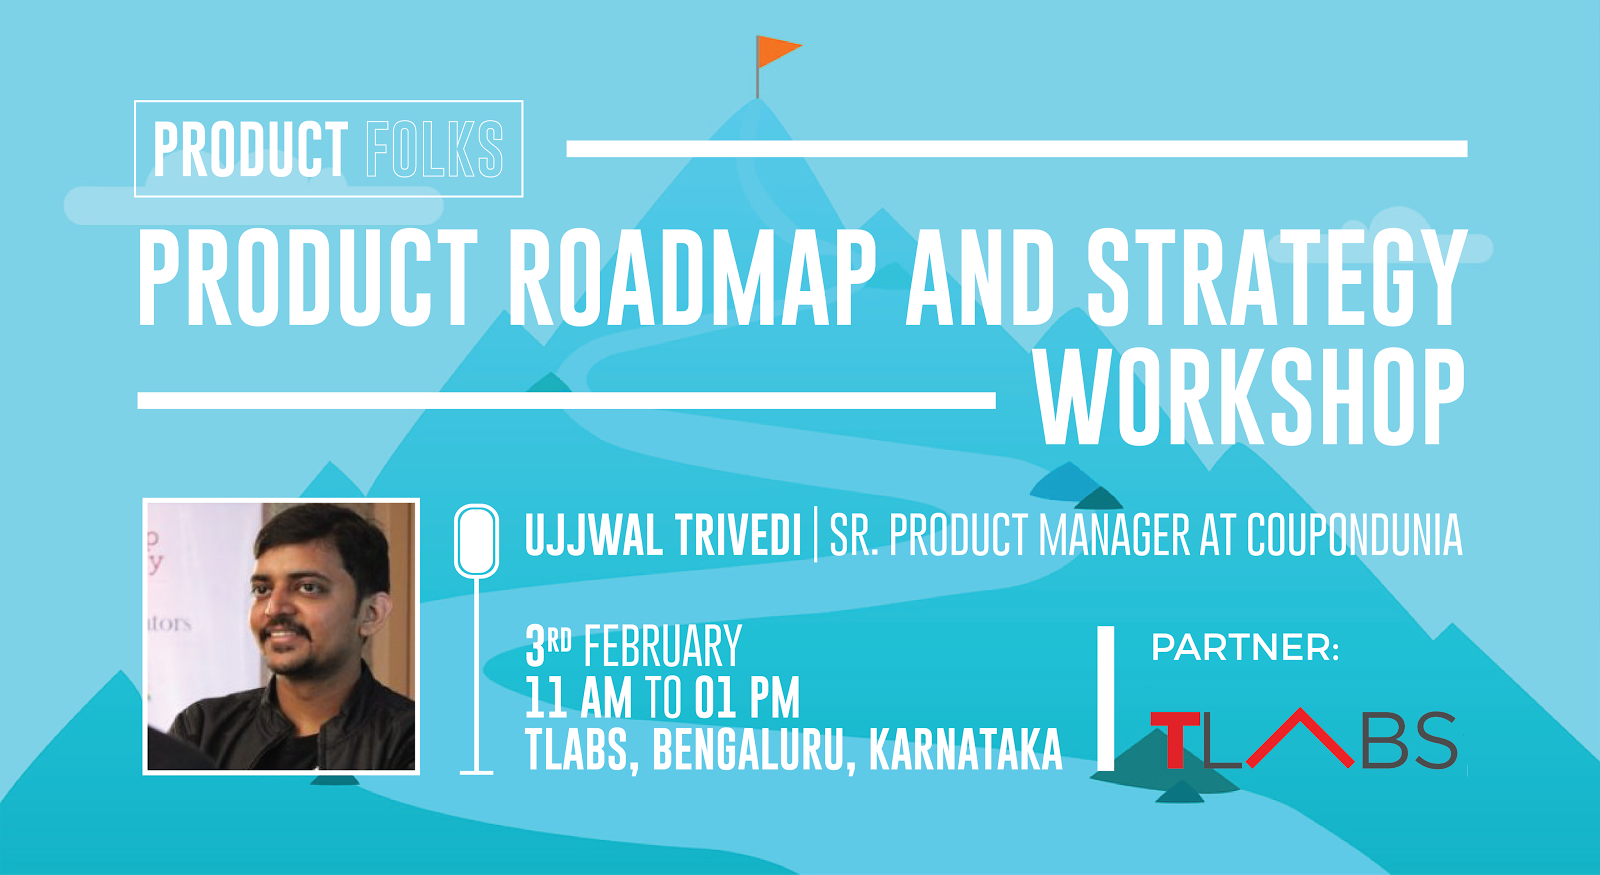 PRODUCT FOLKS
PRODUCT ROADMAP AND STRATEGY
WORKSHOP
p
y
ators
UJJWAL TRIVEDI | SR. PRODUCT MANAGER AT COUPONDUNIA
3RD FEBRUARY
11 AM TO 01 PM
TLABS, BENGALURU, KARNATAKA
PARTNER:
TLABS